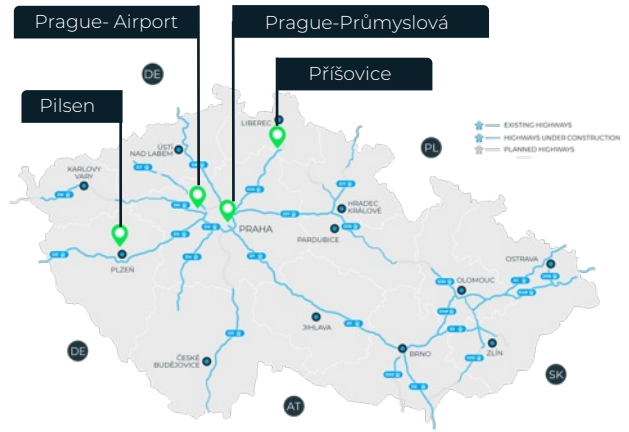 Prague- Airport
Prague-Průmyslová
Příšovice
Pilsen
DE
LIBEREC
EXISTING HIGHWAYS
HIGHWAYS UNDER CONSTRUCTION
PLANNED HIGHWAYS
ÚSTÍ
NAD LABEM
PL
KARLOVY
VARY
HRADEC
KRÁLOVÉ
PRAHA
PARDUBICE
PLZEŇ
OSTRAVA
OLOMOUC
JIHLAVA
BRNO
ZLÍN
DE
ČESKÉ
BUDĚJOVICE
SK
AT